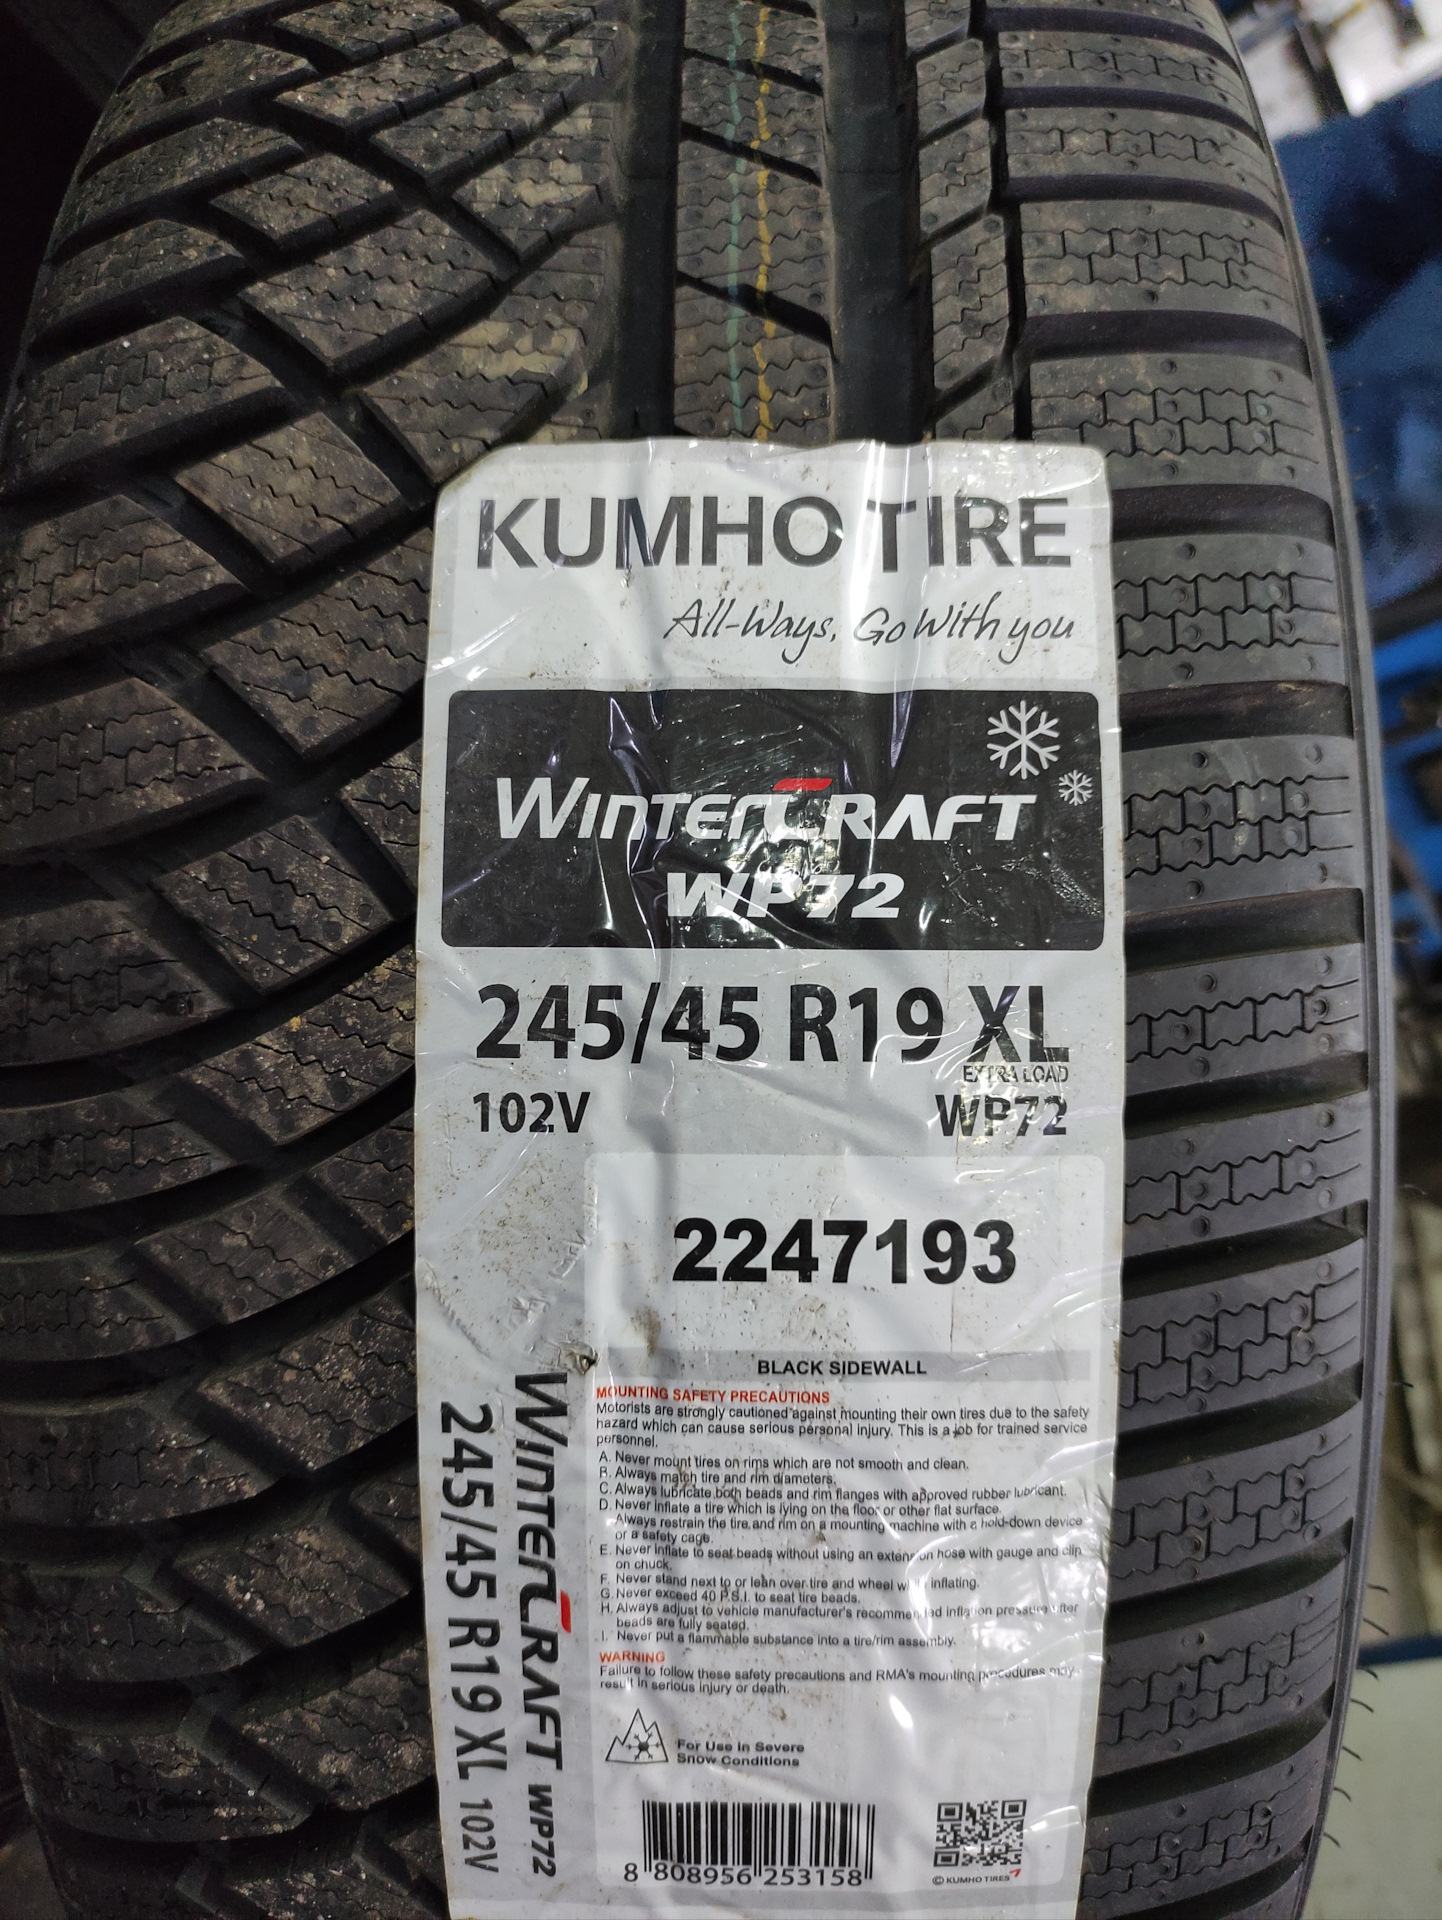 KUMHO TIRE
All-Ways, Go With you
WINTERCRAFT
WP72
245/45 R19 XL
EXTRA LOAD
102V WP72
2247193
BLACK SIDEWALL
MOUNTING SAFETY PRECAUTIONS
Motorists are strongly cautioned against mounting their own tires due to the safety
hazard which can cause serious personal injury. This is a job for trained service
personnel.
A. Never mount tires on rims which are not smooth and clean.
B. Always match tire and rim diameters.
C. Always lubricate both beads and rim flanges with approved rubber lubricant.
D. Never inflate a tire which is lying on the floor or other flat surface.
Always restrain the tire and rim on a mounting machine with a hold-down device
or a safety cage.
E. Never inflate to seat beads without using an extension hose with gauge and clip
on chuck.
F. Never stand next to or lean over tire and wheel while inflating.
G. Never exceed 40 P.S.I. to seat tire beads.
H. Always adjust to vehicle manufacturer's recommended inflation pressure after
beads are fully seated.
I. Never put a flammable substance into a tire/rim assembly.
WARNING
Failure to follow these safety precautions and RMA's mounting procedures may
result in serious injury or death.
For Use in Severe
Snow Conditions
8 808956 253158
© KUMHO TIRES
WINTERCRAFT WP72
245/45 R19 XL 102V